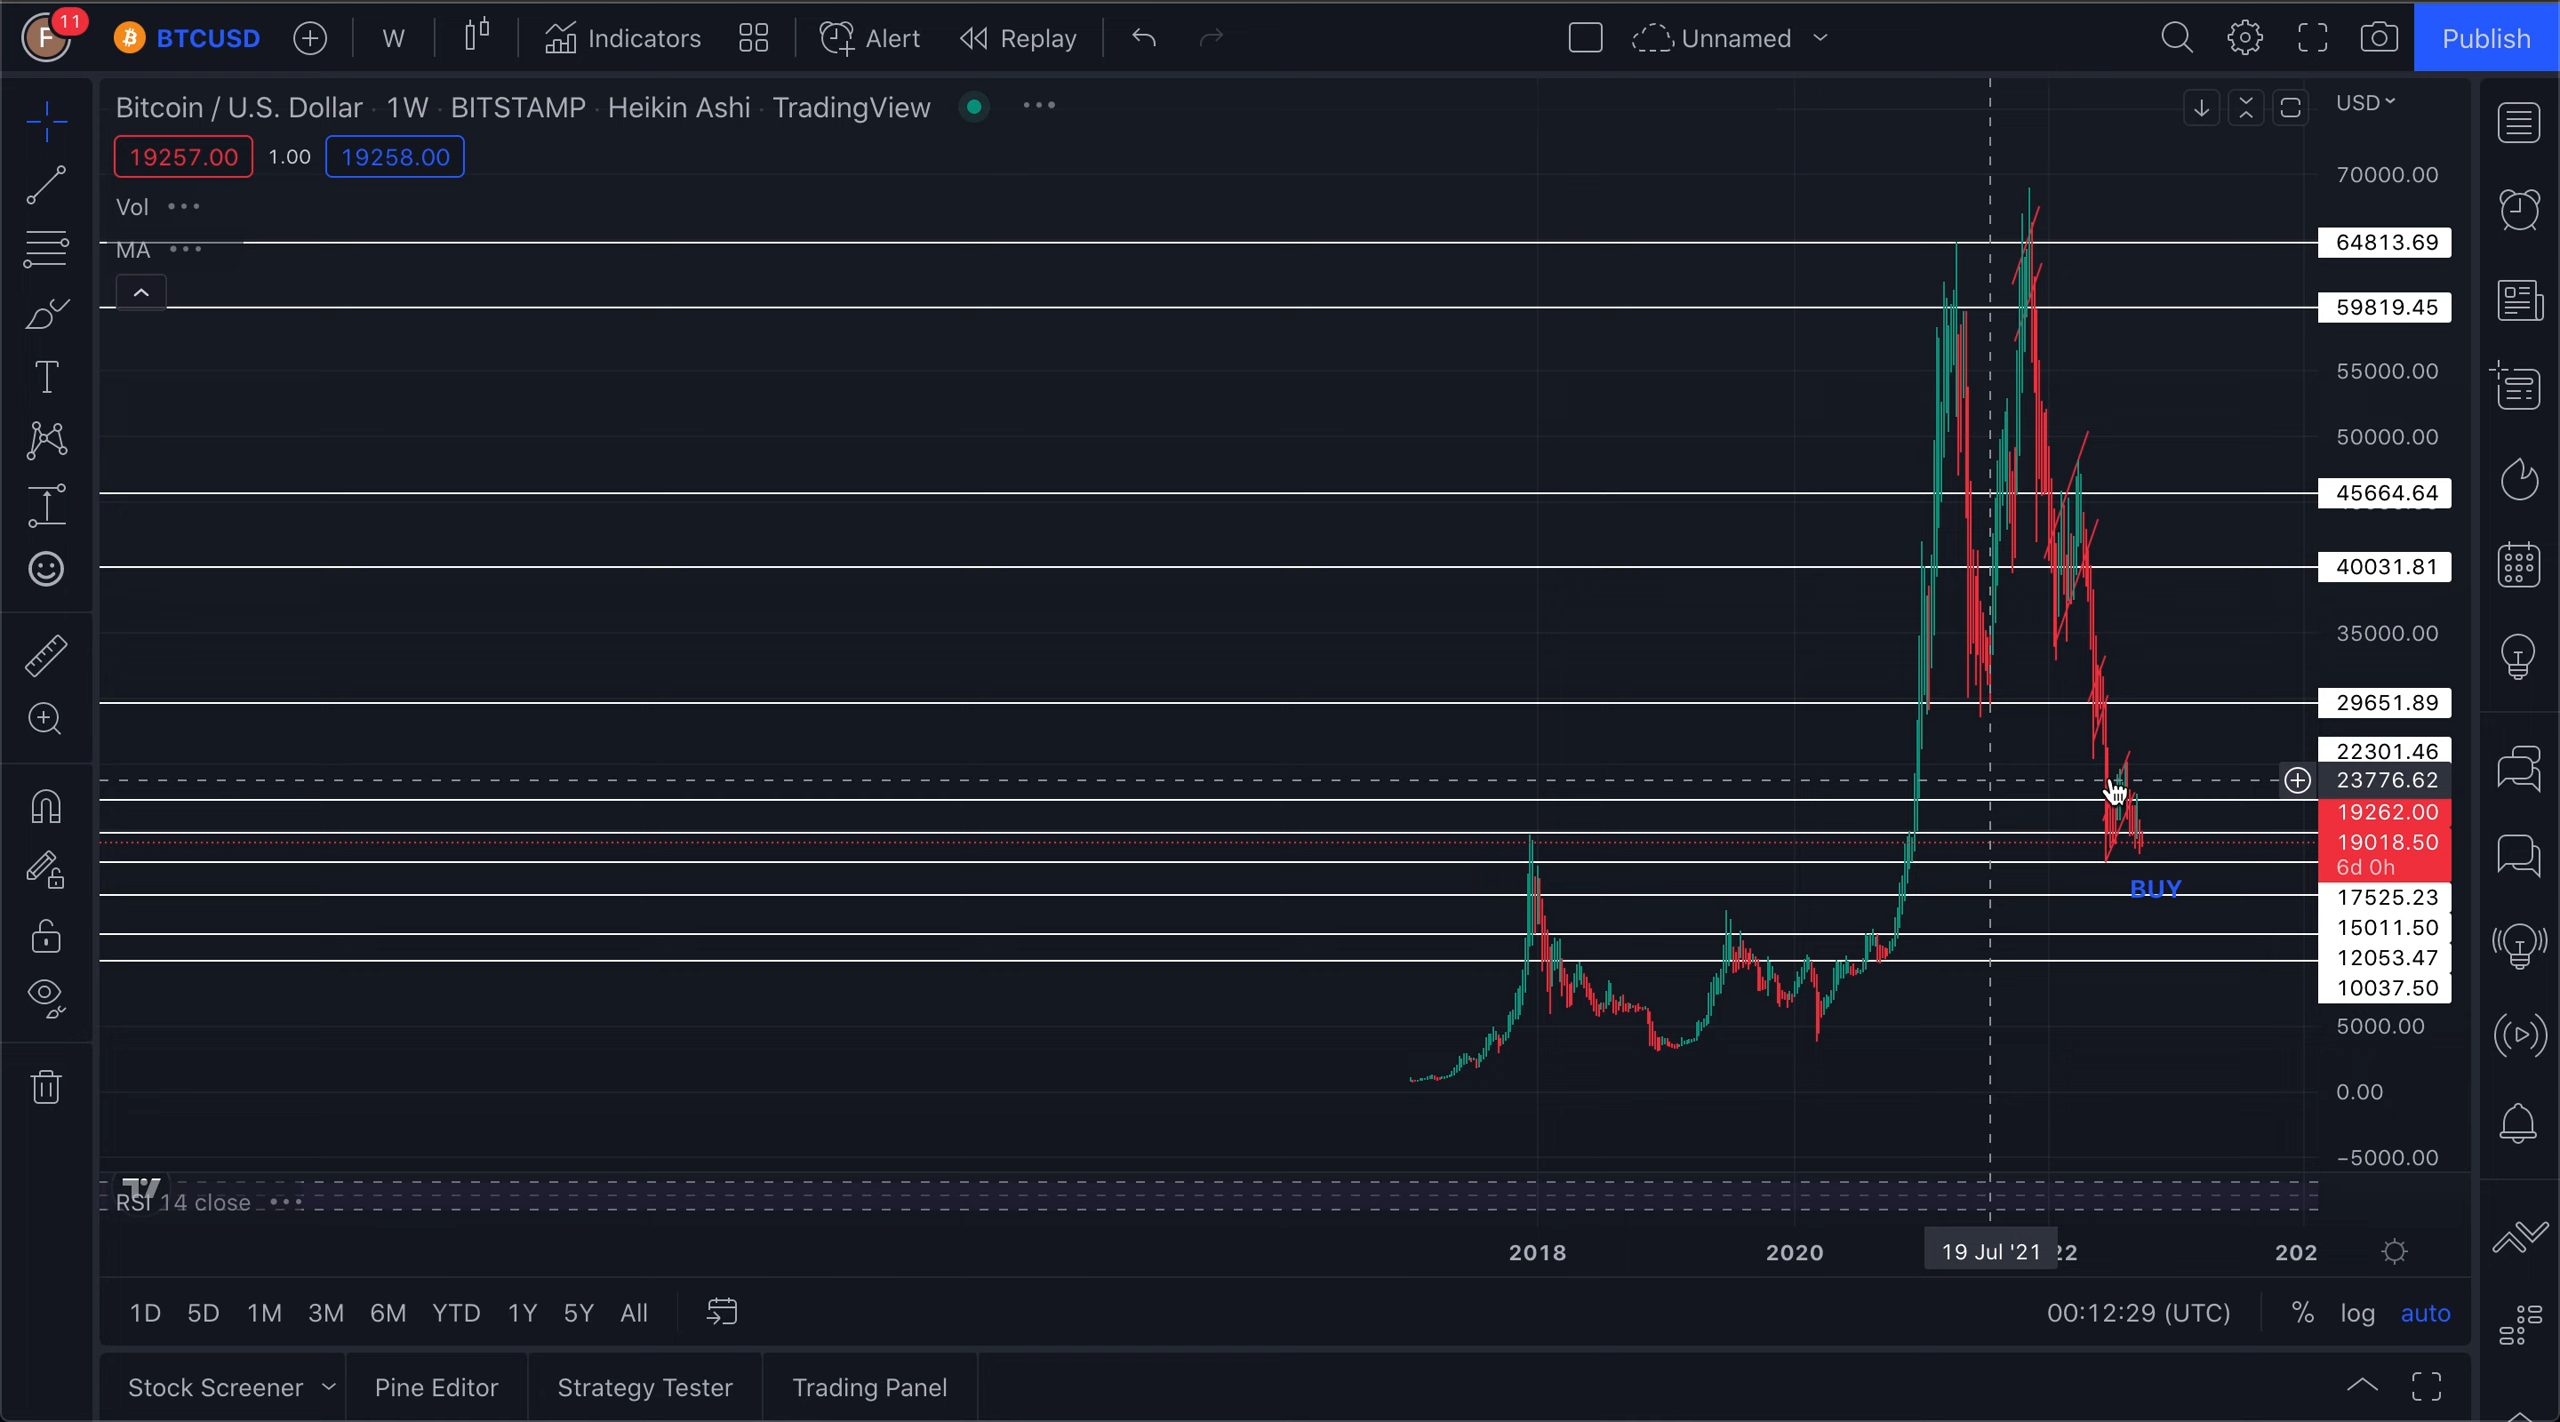 11
F
BTCUSD
W
Indicators
Alert
Replay
Unnamed
Publish
Bitcoin / U.S. Dollar · 1W · BITSTAMP · Heikin Ashi · TradingView
USD
19257.00
1.00
19258.00
Vol
MA
70000.00
64813.69
59819.45
55000.00
50000.00
45664.64
40031.81
35000.00
29651.89
22301.46
23776.62
19262.00
19018.50
6d 0h
BUY
17525.23
15011.50
12053.47
10037.50
5000.00
0.00
−5000.00
RSI 14 close
2018
2020
19 Jul '21
22
202
1D
5D
1M
3M
6M
YTD
1Y
5Y
All
00:12:29 (UTC)
%
log
auto
Stock Screener
Pine Editor
Strategy Tester
Trading Panel